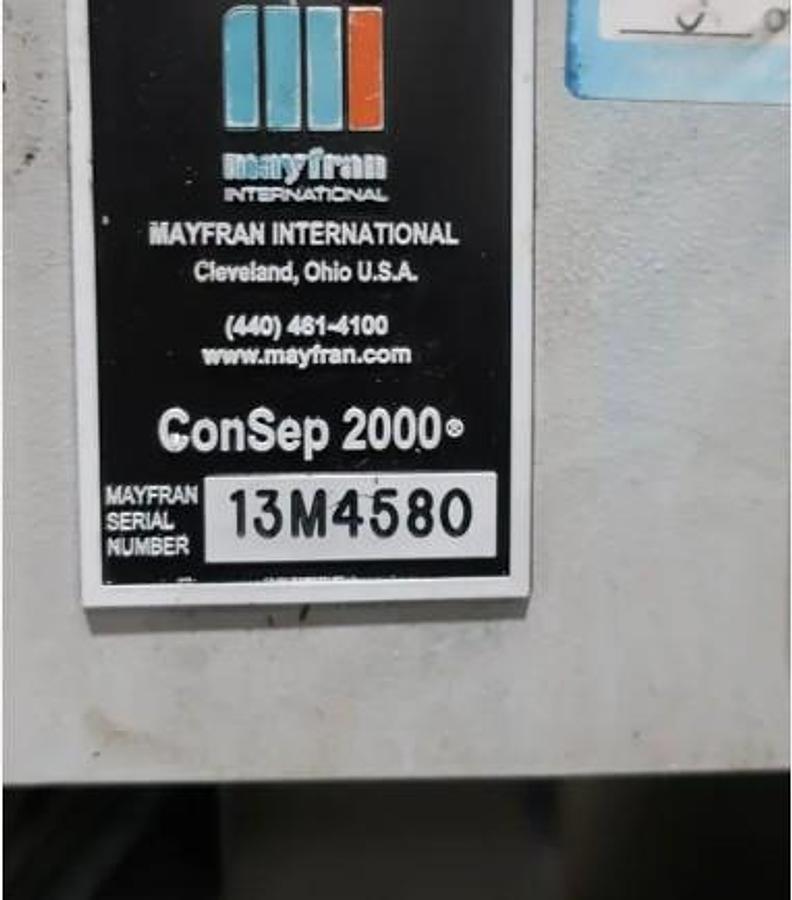 mayfran
INTERNATIONAL
MAYFRAN INTERNATIONAL
Cleveland, Ohio U.S.A.
(440) 461-4100
www.mayfran.com
ConSep 2000®
MAYFRAN
SERIAL
NUMBER
13M4580